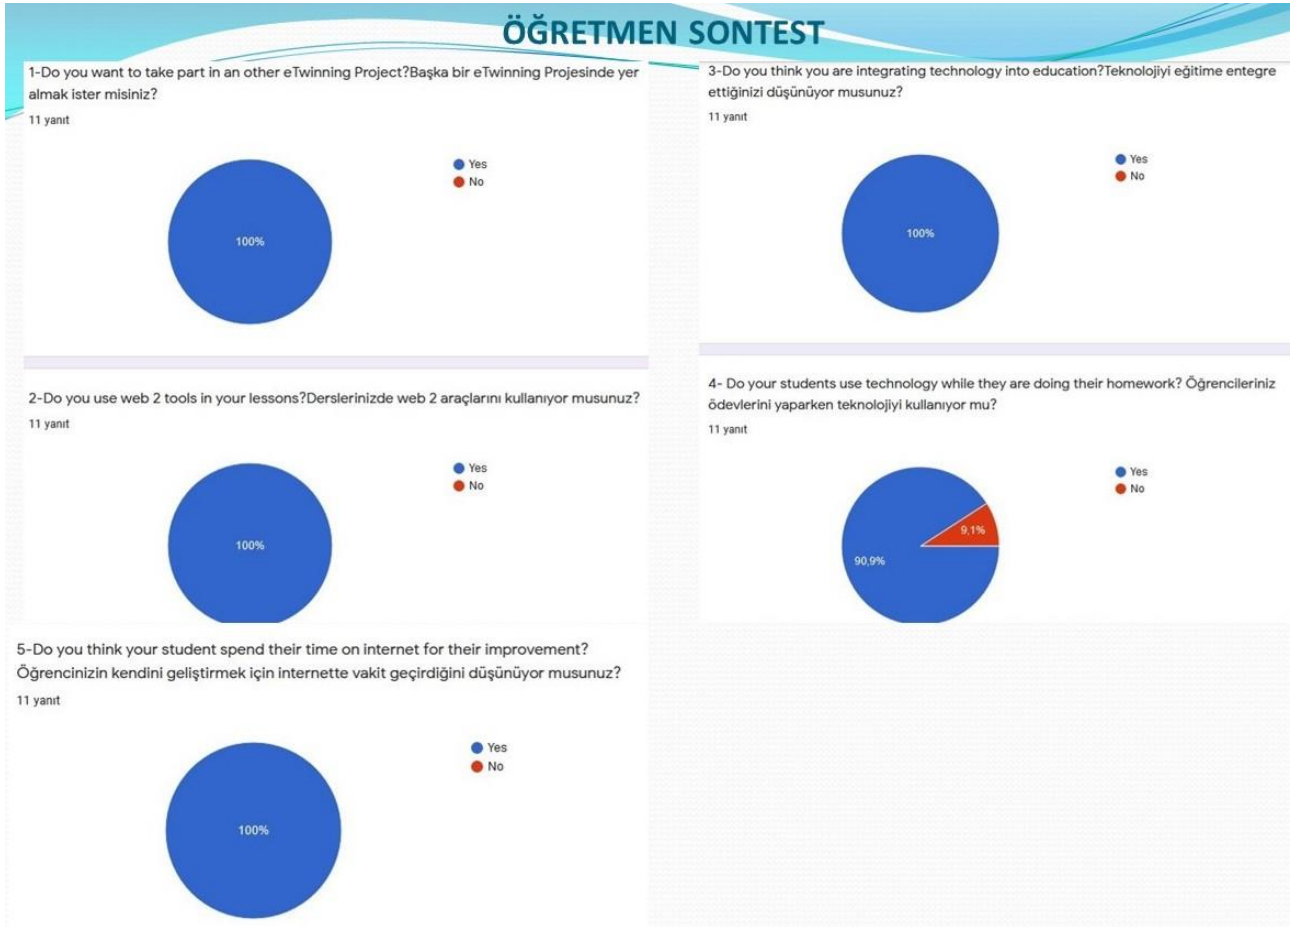 ÖĞRETMEN SONTEST
1-Do you want to take part in an other eTwinning Project?Başka bir eTwinning Projesinde yer
almak ister misiniz?
11 yanıt
Yes
No
100%
2-Do you use web 2 tools in your lessons?Derslerinizde web 2 araçlarını kullanıyor musunuz?
11 yanıt
Yes
No
100%
3-Do you think you are integrating technology into education?Teknolojiyi eğitime entegre
ettiğinizi düşünüyor musunuz?
11 yanıt
Yes
No
100%
4- Do your students use technology while they are doing their homework? Öğrencileriniz
ödevlerini yaparken teknolojiyi kullanıyor mu?
11 yanıt
Yes
No
9,1%
90,9%
5-Do you think your student spend their time on internet for their improvement?
Öğrencinizin kendini geliştirmek için internette vakit geçirdiğini düşünüyor musunuz?
11 yanıt
Yes
No
100%